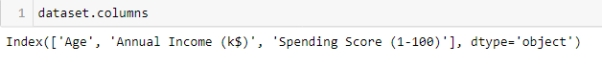 1 dataset.columns
Index(['Age', 'Annual Income (k$)', 'Spending Score (1-100)'], dtype='object')